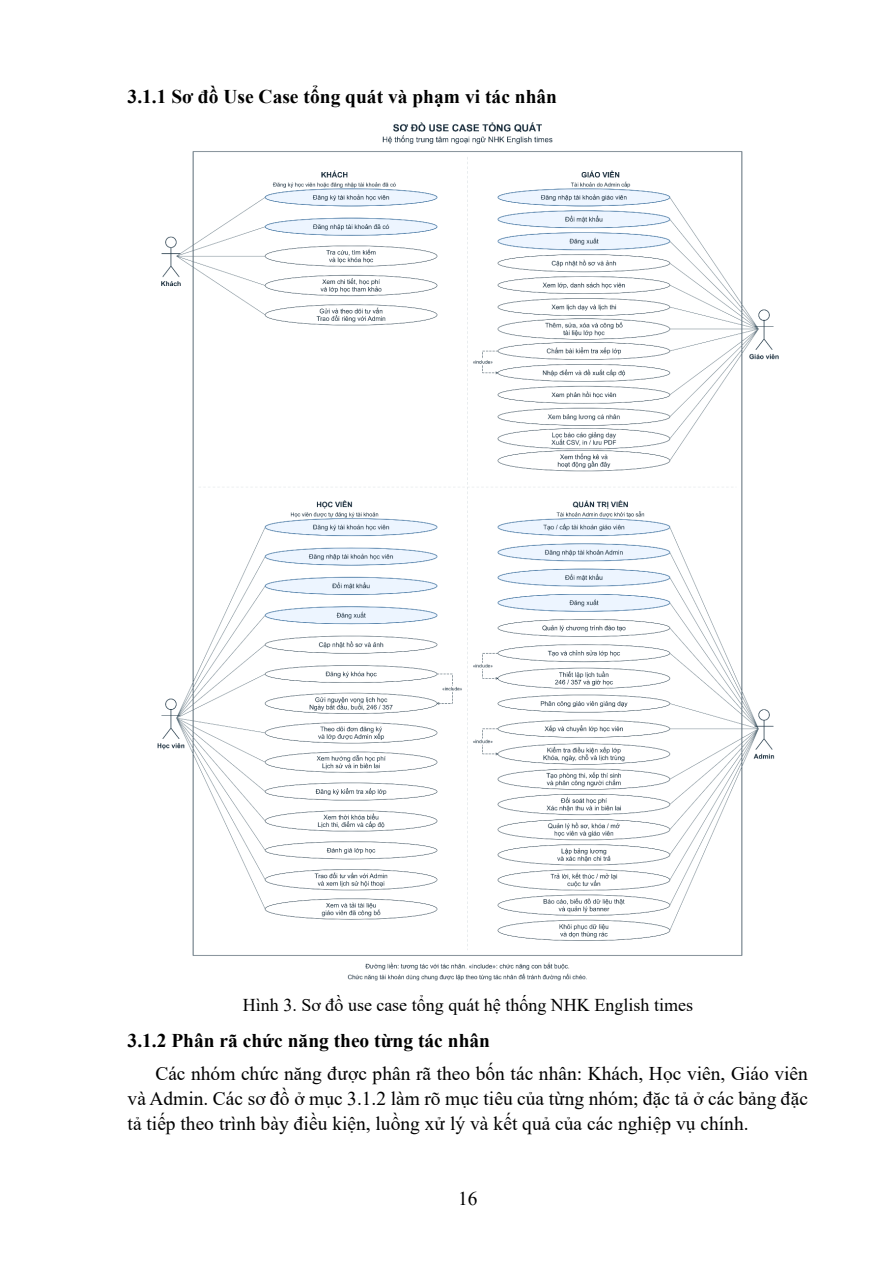 3.1.1 Sơ đồ Use Case tổng quát và phạm vi tác nhân
SƠ ĐỒ USE CASE TỔNG QUÁT
Hệ thống trung tâm ngoại ngữ NHK English times
KHÁCH
Đăng ký học viên hoặc đăng nhập tài khoản đã có
Đăng ký tài khoản học viên
Đăng nhập tài khoản đã có
Tra cứu, tìm kiếm
và lọc khóa học
Xem chi tiết, học phí
và lớp học tham khảo
Gửi và theo dõi tư vấn
Trao đổi riêng với Admin
Khách
GIÁO VIÊN
Tài khoản do Admin cấp
Đăng nhập tài khoản giáo viên
Đổi mật khẩu
Đăng xuất
Cập nhật hồ sơ và ảnh
Xem lớp, danh sách học viên
Xem lịch dạy và lịch thi
Thêm, sửa, xóa và công bố
tài liệu lớp học
Chấm bài kiểm tra xếp lớp
«include»
Nhập điểm và đề xuất cấp độ
Xem phản hồi học viên
Xem bảng lương cá nhân
Lọc báo cáo giảng dạy
Xuất CSV, in / lưu PDF
Xem thống kê và
hoạt động gần đây
Giáo viên
HỌC VIÊN
Học viên được tự đăng ký tài khoản
Đăng ký tài khoản học viên
Đăng nhập tài khoản học viên
Đổi mật khẩu
Đăng xuất
Cập nhật hồ sơ và ảnh
Đăng ký khóa học
«include»
Gửi nguyện vọng lịch học
Ngày bắt đầu, buổi, 246 / 357
Theo dõi đơn đăng ký
và lớp được Admin xếp
Xem hướng dẫn học phí
Lịch sử và in biên lai
Đăng ký kiểm tra xếp lớp
Xem thời khóa biểu
Lịch thi, điểm và cấp độ
Đánh giá lớp học
Trao đổi tư vấn với Admin
và xem lịch sử hội thoại
Xem và tải tài liệu
giáo viên đã công bố
Học viên
QUẢN TRỊ VIÊN
Tài khoản Admin được khởi tạo sẵn
Tạo / cấp tài khoản giáo viên
Đăng nhập tài khoản Admin
Đổi mật khẩu
Đăng xuất
Quản lý chương trình đào tạo
Tạo và chỉnh sửa lớp học
«include»
Thiết lập lịch tuần
246 / 357 và giờ học
Phân công giáo viên giảng dạy
Xếp và chuyển lớp học viên
«include»
Kiểm tra điều kiện xếp lớp
Khóa, ngày, chỗ và lịch trùng
Tạo phòng thi, xếp thí sinh
và phân công người chấm
Đối soát học phí
Xác nhận thu và in biên lai
Quản lý hồ sơ, khóa / mở
học viên và giáo viên
Lập bảng lương
và xác nhận chi trả
Trả lời, kết thúc / mở lại
cuộc tư vấn
Báo cáo, biểu đồ dữ liệu thật
và quản lý banner
Khôi phục dữ liệu
và dọn thùng rác
Admin
Đường liền: tương tác với tác nhân. «include»: chức năng con bắt buộc.
Chức năng tài khoản dùng chung được lặp theo từng tác nhân để tránh đường nối chéo.
Hình 3. Sơ đồ use case tổng quát hệ thống NHK English times
3.1.2 Phân rã chức năng theo từng tác nhân
Các nhóm chức năng được phân rã theo bốn tác nhân: Khách, Học viên, Giáo viên
và Admin. Các sơ đồ ở mục 3.1.2 làm rõ mục tiêu của từng nhóm; đặc tả ở các bảng đặc
tả tiếp theo trình bày điều kiện, luồng xử lý và kết quả của các nghiệp vụ chính.
16